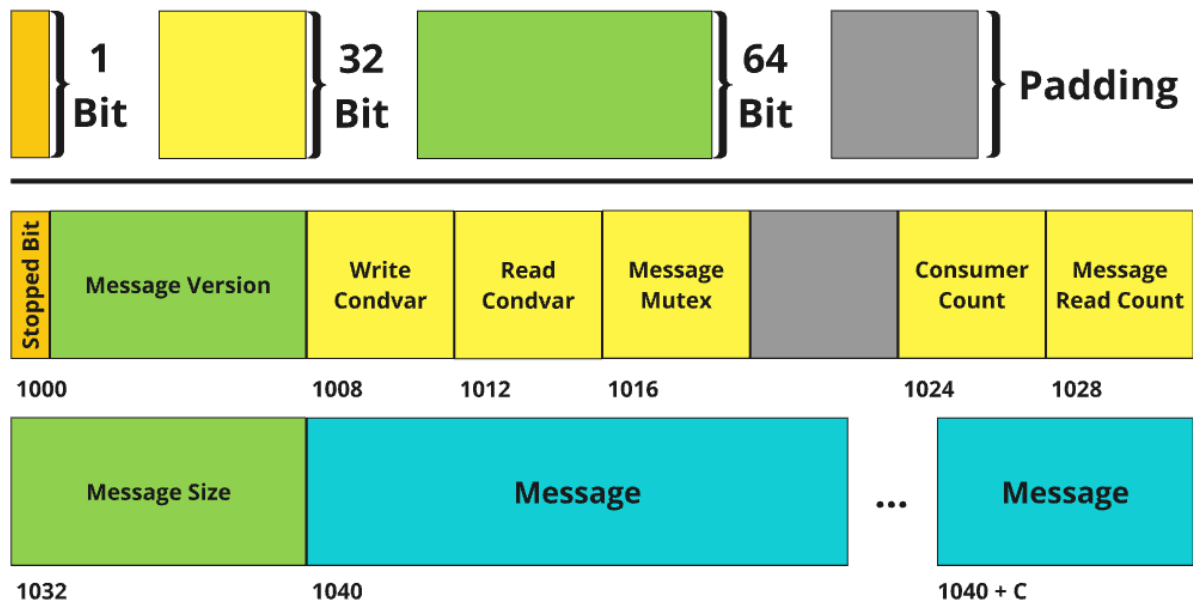 1
Bit
32
Bit
64
Bit
Padding
Stopped Bit
Message Version
Write
Condvar
Read
Condvar
Message
Mutex
Consumer
Count
Message
Read Count
1000
1008
1012
1016
1024
1028
Message Size
Message
...
Message
1032
1040
1040 + C